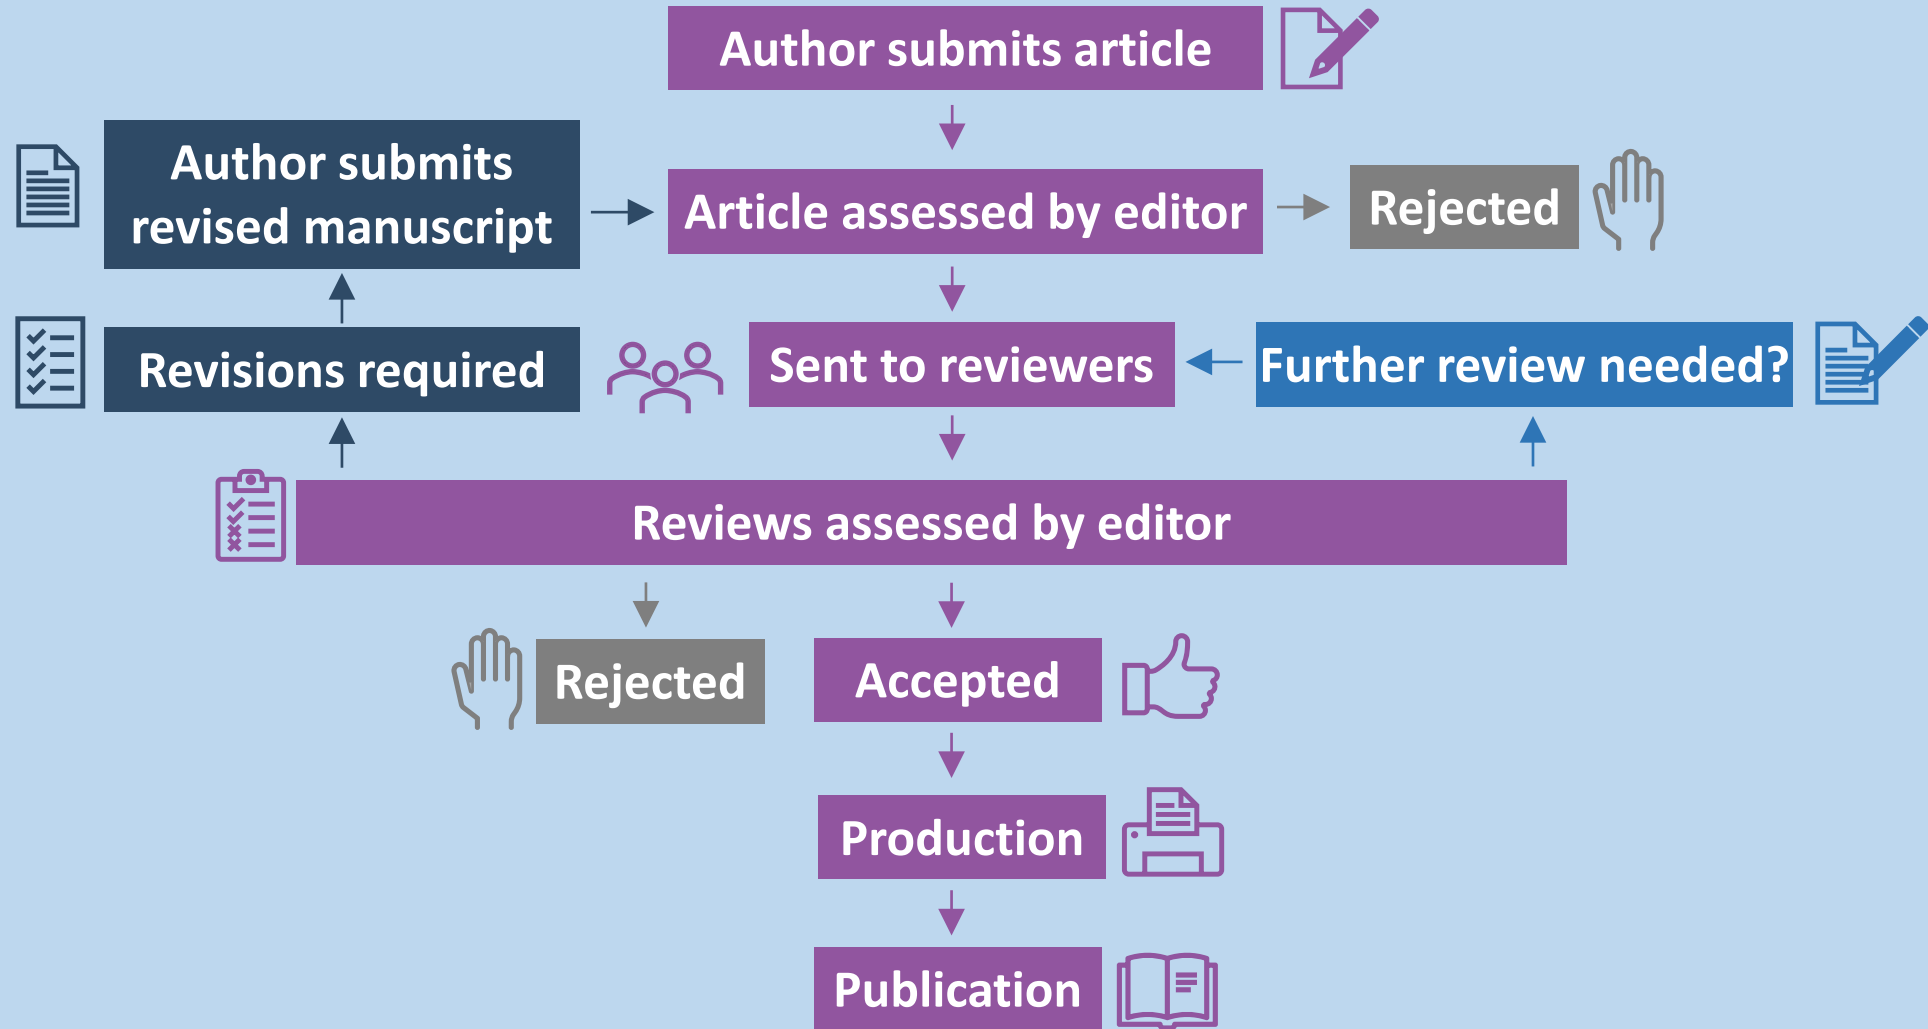 Author submits article
Author submits
revised manuscript
Article assessed by editor
Rejected
Revisions required
Sent to reviewers
Further review needed?
Reviews assessed by editor
Rejected
Accepted
Production
Publication